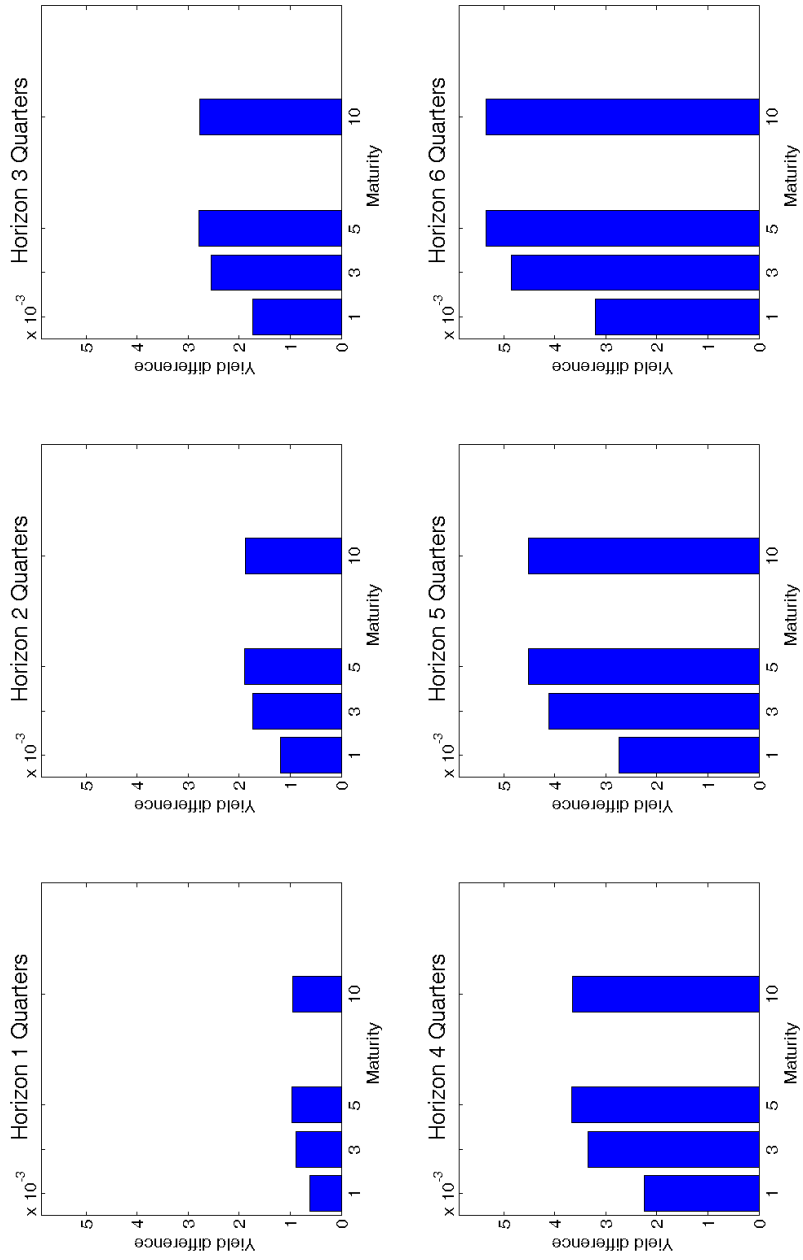 Horizon 1 Quarters
x 10⁻³
5
4
3
2
1
0
Yield difference
1 3 5 10
Maturity
Horizon 2 Quarters
x 10⁻³
5
4
3
2
1
0
Yield difference
1 3 5 10
Maturity
Horizon 3 Quarters
x 10⁻³
5
4
3
2
1
0
Yield difference
1 3 5 10
Maturity
Horizon 4 Quarters
x 10⁻³
5
4
3
2
1
0
Yield difference
1 3 5 10
Maturity
Horizon 5 Quarters
x 10⁻³
5
4
3
2
1
0
Yield difference
1 3 5 10
Maturity
Horizon 6 Quarters
x 10⁻³
5
4
3
2
1
0
Yield difference
1 3 5 10
Maturity